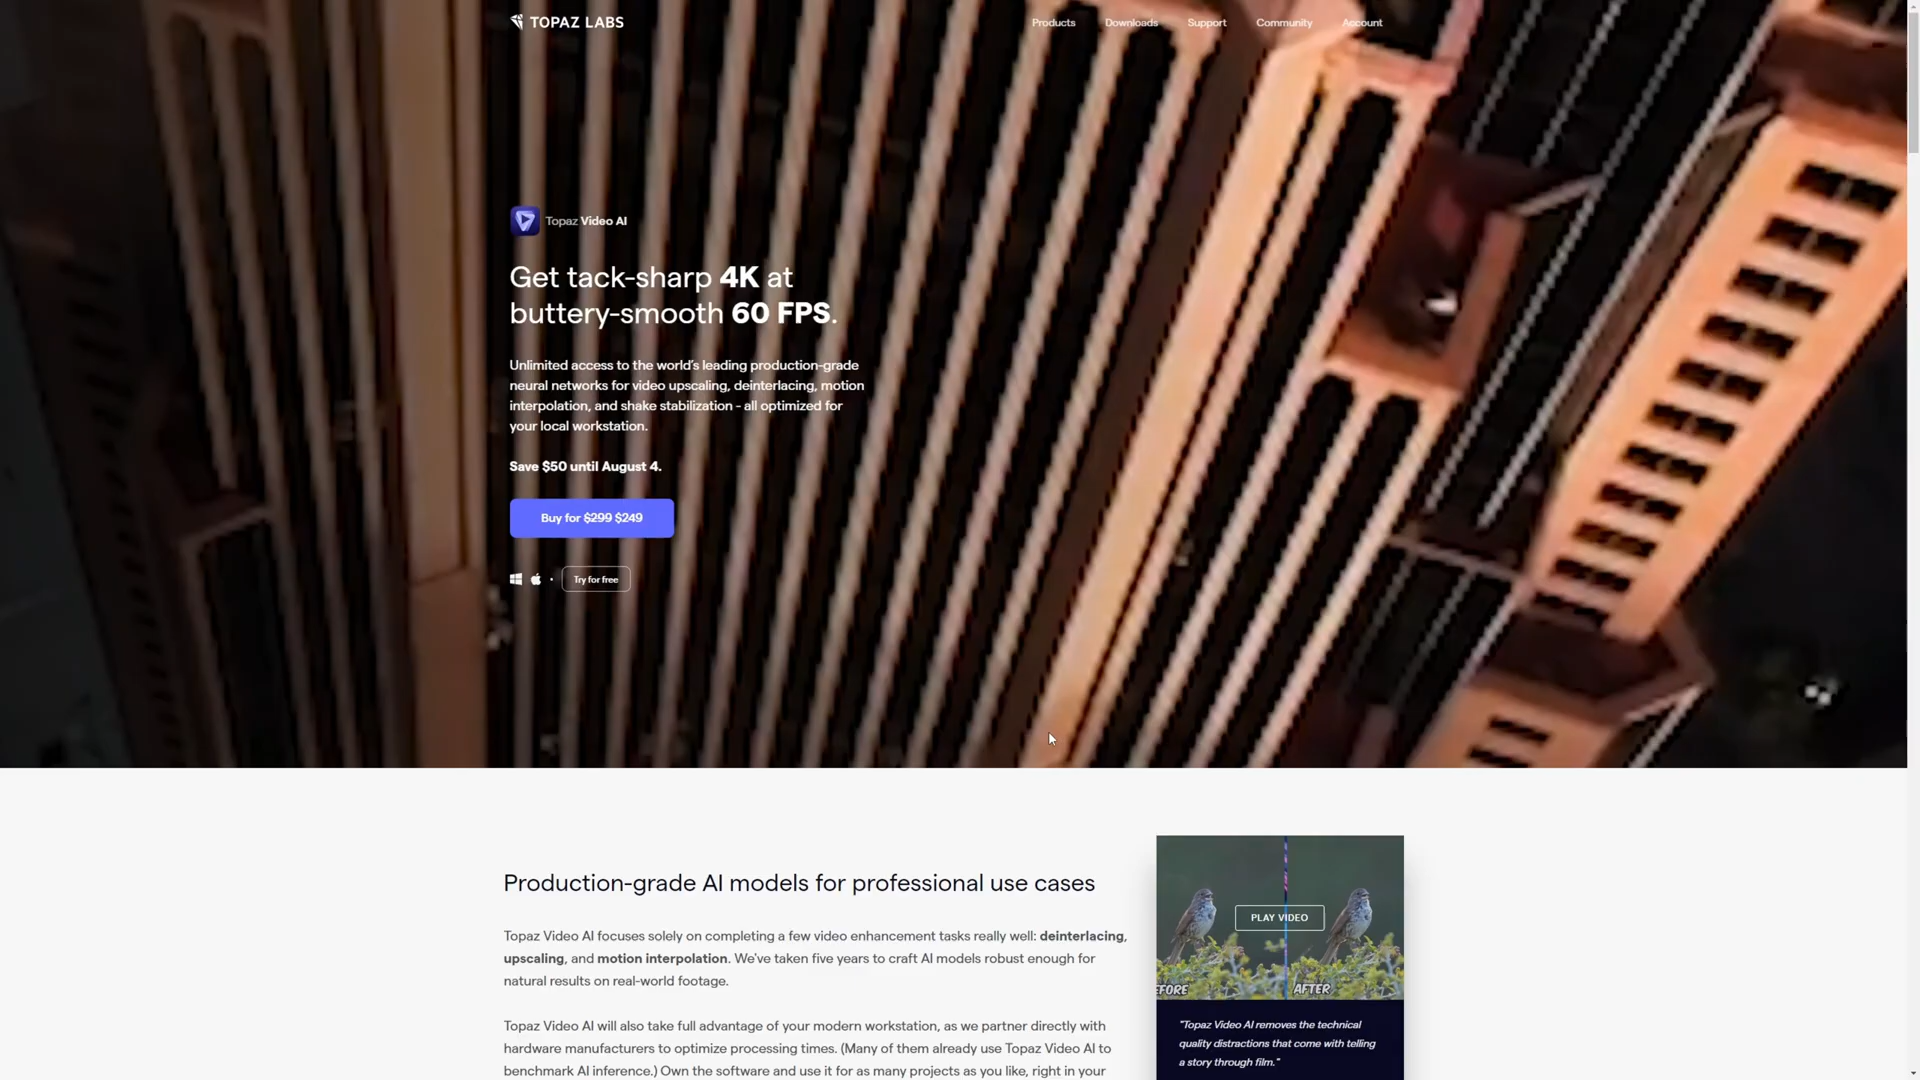 TOPAZ LABS
Products
Downloads
Support
Community
Account
Topaz Video AI
Get tack-sharp 4K at
buttery-smooth 60 FPS.
Unlimited access to the world's leading production-grade
neural networks for video upscaling, deinterlacing, motion
interpolation, and shake stabilization - all optimized for
your local workstation.
Save $50 until August 4.
Buy for $299 $249
Try for free
Production-grade AI models for professional use cases
Topaz Video AI focuses solely on completing a few video enhancement tasks really well: deinterlacing,
upscaling, and motion interpolation. We've taken five years to craft AI models robust enough for
natural results on real-world footage.
Topaz Video AI will also take full advantage of your modern workstation, as we partner directly with
hardware manufacturers to optimize processing times. (Many of them already use Topaz Video AI to
benchmark AI inference.) Own the software and use it for as many projects as you like, right in your
PLAY VIDEO
EFORE
AFTER
"Topaz Video AI removes the technical
quality distractions that come with telling
a story through film."